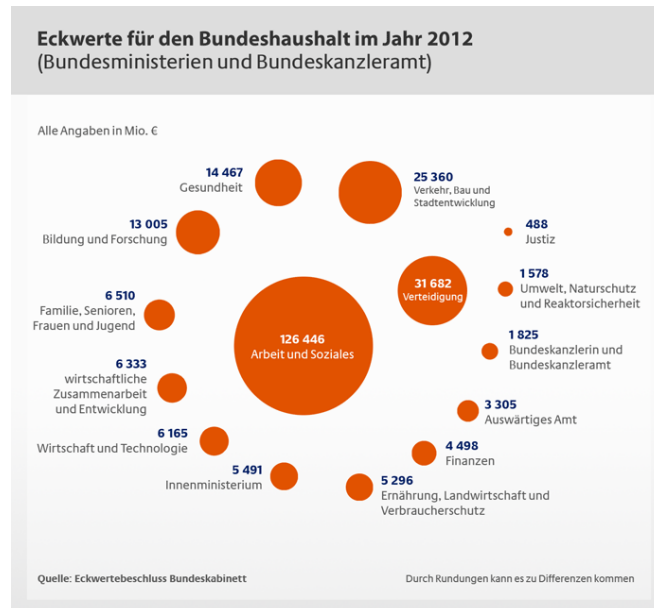 Eckwerte für den Bundeshaushalt im Jahr 2012
(Bundesministerien und Bundeskanzleramt)
Alle Angaben in Mio. €
14 467
Gesundheit
25 360
Verkehr, Bau und
Stadtentwicklung
13 005
Bildung und Forschung
488
Justiz
31 682
Verteidigung
1 578
Umwelt, Naturschutz
und Reaktorsicherheit
6 510
Familie, Senioren,
Frauen und Jugend
126 446
Arbeit und Soziales
1 825
Bundeskanzlerin und
Bundeskanzleramt
6 333
wirtschaftliche
Zusammenarbeit
und Entwicklung
3 305
Auswärtiges Amt
6 165
Wirtschaft und Technologie
4 498
Finanzen
5 491
Innenministerium
5 296
Ernährung, Landwirtschaft und
Verbraucherschutz
Quelle: Eckwertebeschluss Bundeskabinett
Durch Rundungen kann es zu Differenzen kommen